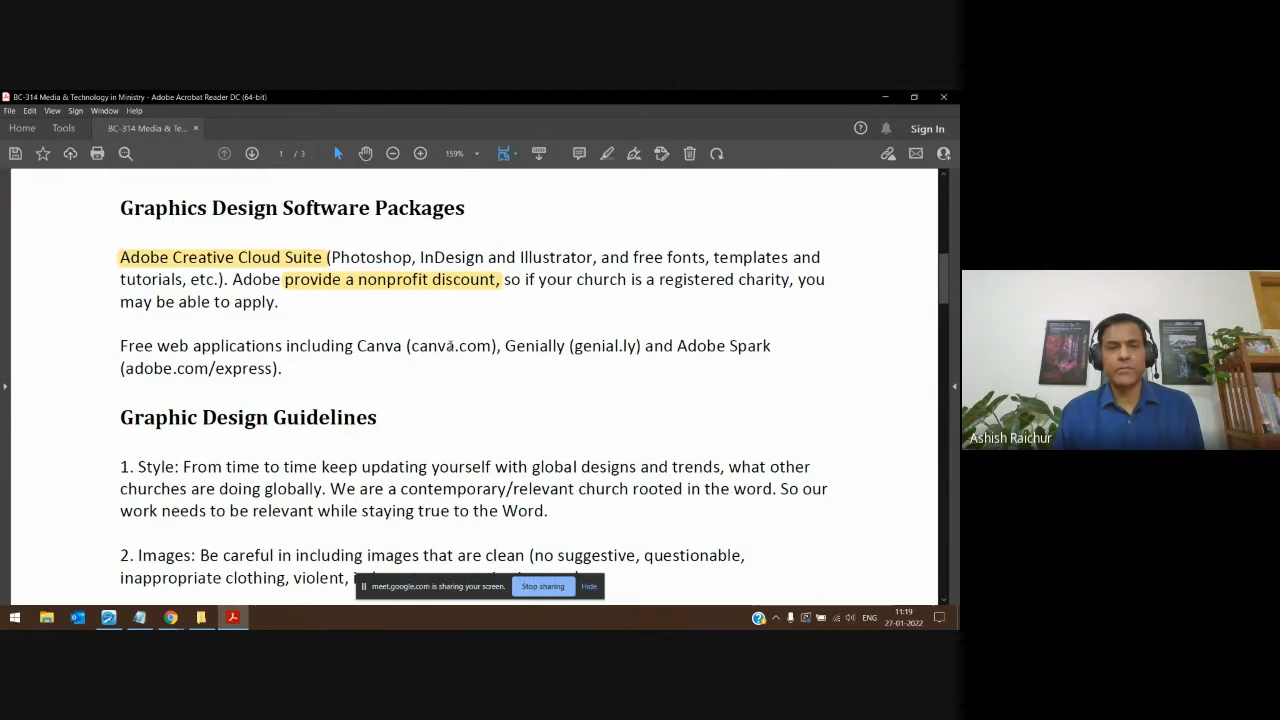 BC-314 Media & Technology in Ministry - Adobe Acrobat Reader DC (64-bit)
File Edit View Sign Window Help
Home Tools BC-314 Media & Te... × Sign In
1 / 3 159%
Graphics Design Software Packages
Adobe Creative Cloud Suite (Photoshop, InDesign and Illustrator, and free fonts, templates and
tutorials, etc.). Adobe provide a nonprofit discount, so if your church is a registered charity, you
may be able to apply.
Free web applications including Canva (canva.com), Genially (genial.ly) and Adobe Spark
(adobe.com/express).
Graphic Design Guidelines
1. Style: From time to time keep updating yourself with global designs and trends, what other
churches are doing globally. We are a contemporary/relevant church rooted in the word. So our
work needs to be relevant while staying true to the Word.
2. Images: Be careful in including images that are clean (no suggestive, questionable,
inappropriate clothing, violent,
meet.google.com is sharing your screen. Stop sharing Hide
ENG 11:19
27-01-2022
Ashish Raichur